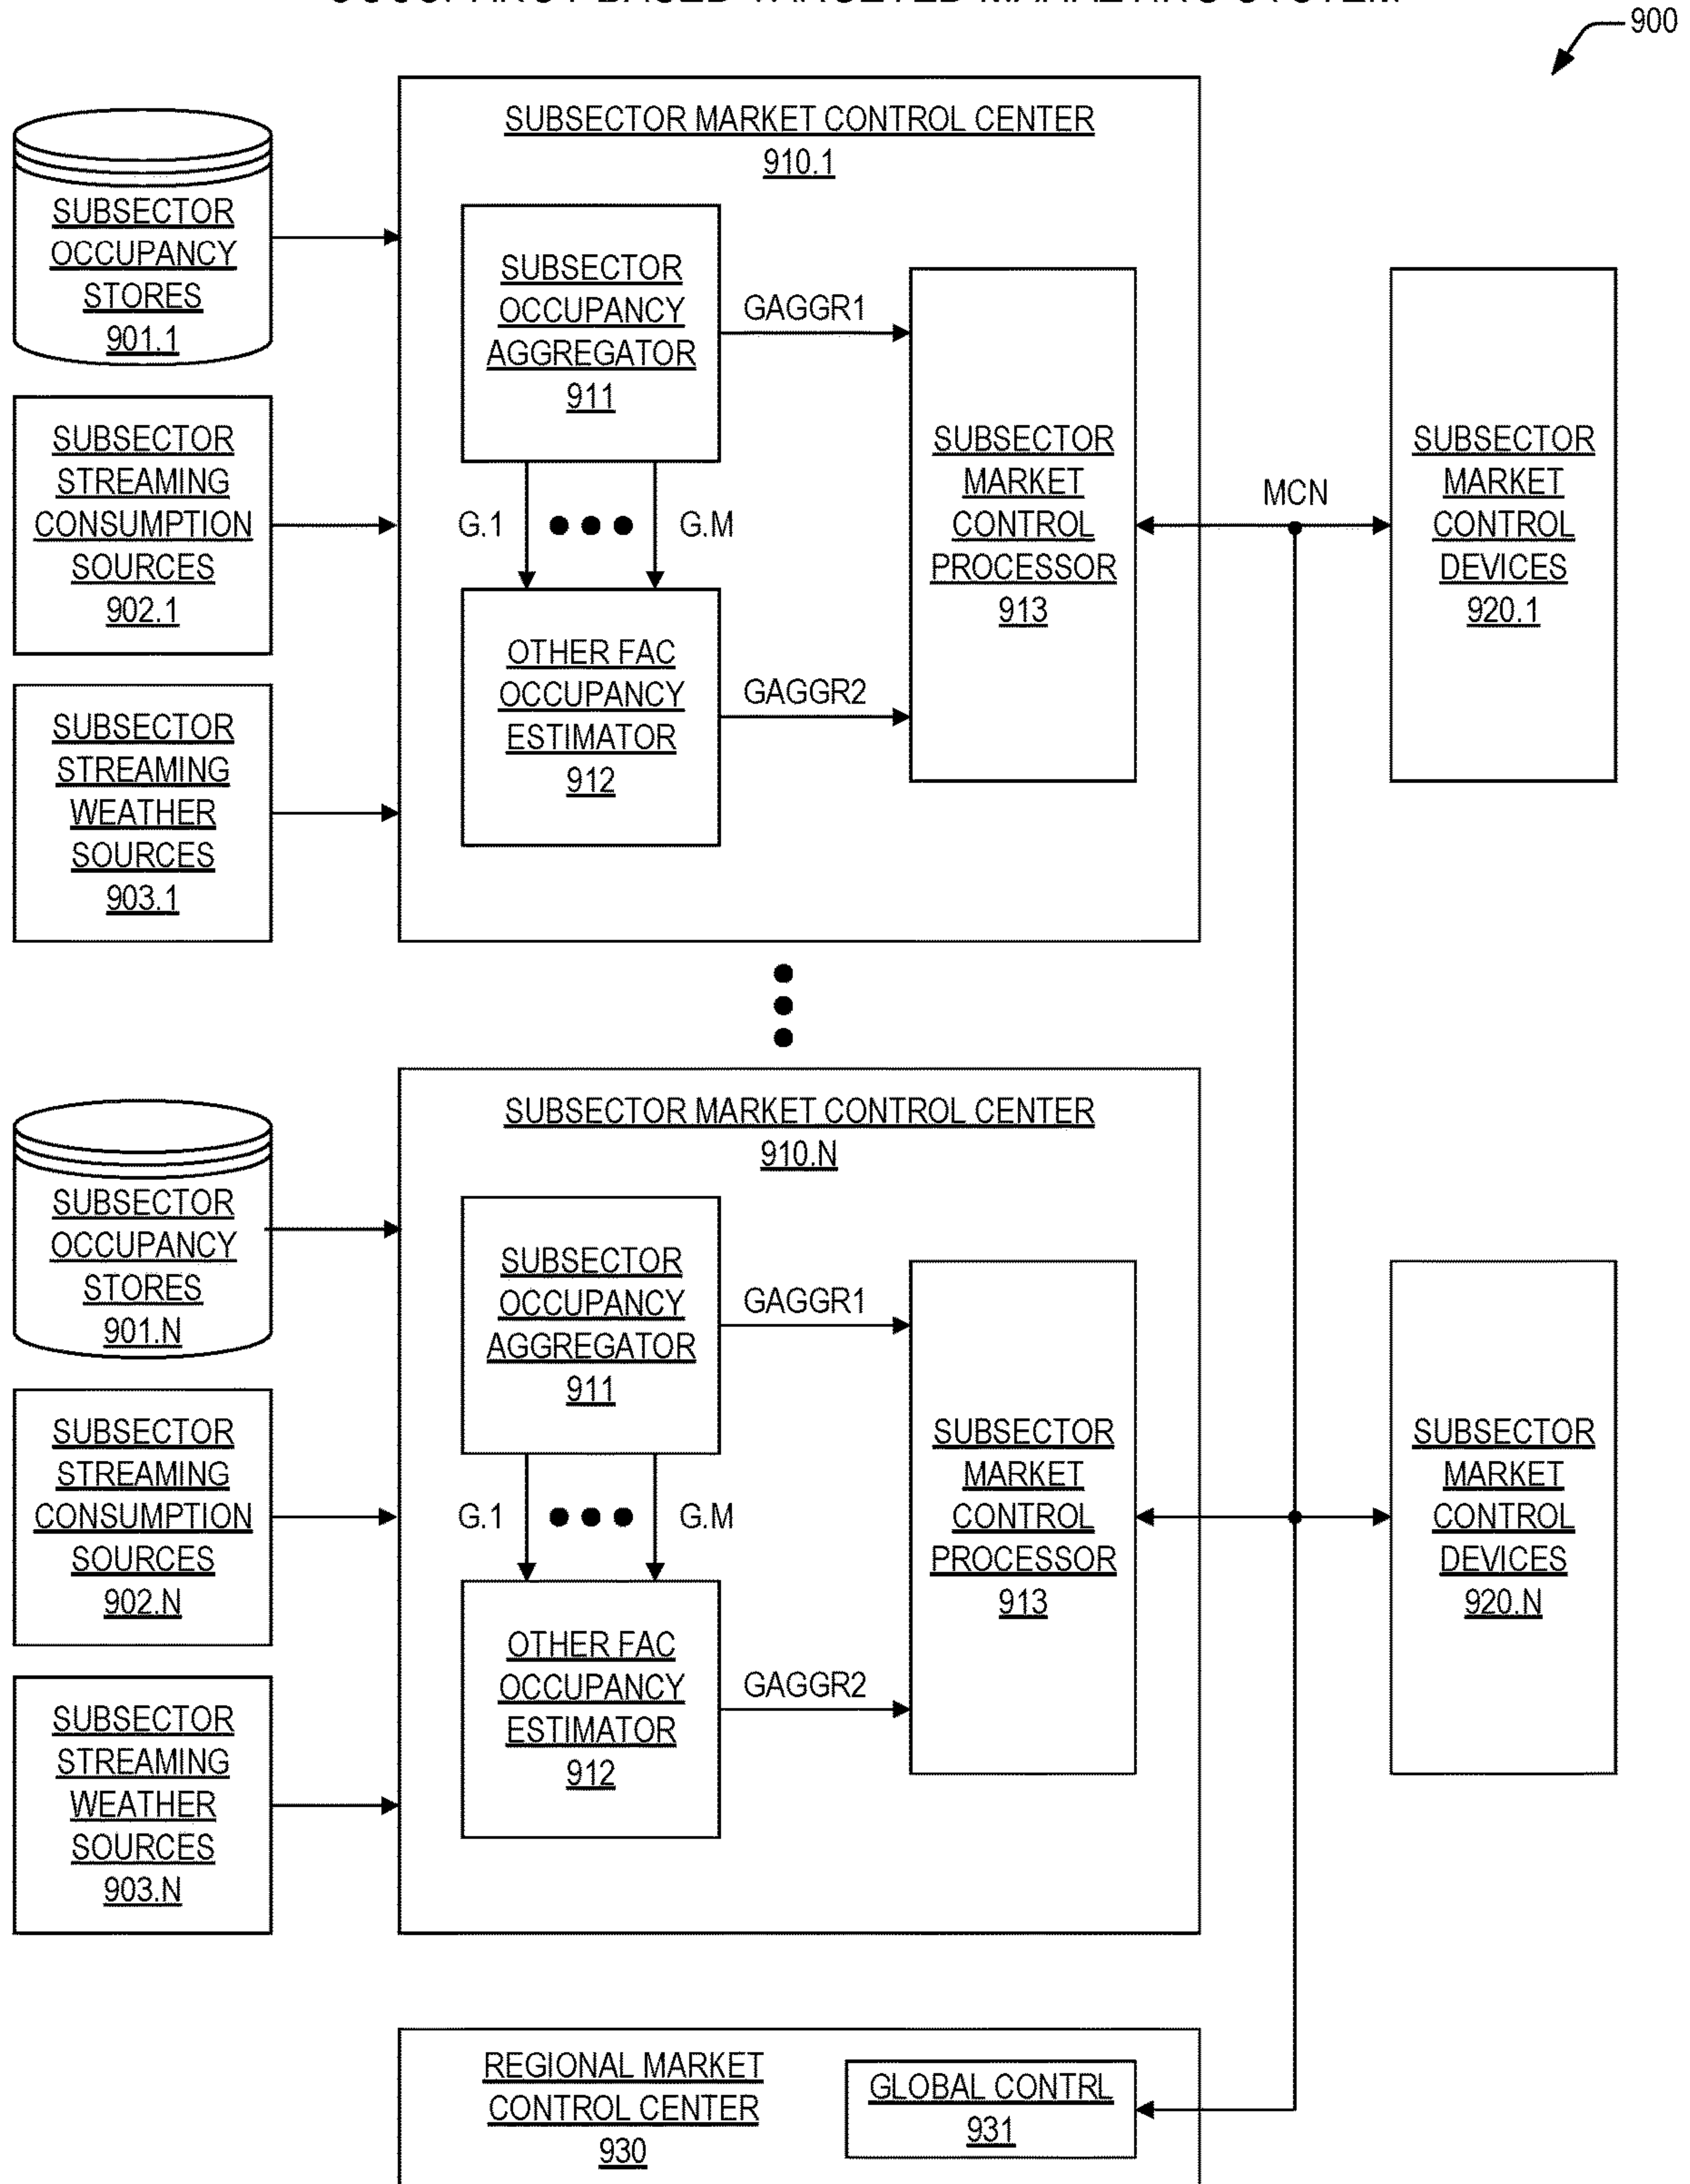 OCCUPANCY BASED TARGETED MARKETING SYSTEM
900
SUBSECTOR
OCCUPANCY
STORES
901.1
SUBSECTOR
STREAMING
CONSUMPTION
SOURCES
902.1
SUBSECTOR
STREAMING
WEATHER
SOURCES
903.1
SUBSECTOR MARKET CONTROL CENTER
910.1
SUBSECTOR
OCCUPANCY
AGGREGATOR
911
GAGGR1
G.1
G.M
OTHER FAC
OCCUPANCY
ESTIMATOR
912
GAGGR2
SUBSECTOR
MARKET
CONTROL
PROCESSOR
913
MCN
SUBSECTOR
MARKET
CONTROL
DEVICES
920.1
SUBSECTOR
OCCUPANCY
STORES
901.N
SUBSECTOR
STREAMING
CONSUMPTION
SOURCES
902.N
SUBSECTOR
STREAMING
WEATHER
SOURCES
903.N
SUBSECTOR MARKET CONTROL CENTER
910.N
SUBSECTOR
OCCUPANCY
AGGREGATOR
911
GAGGR1
G.1
G.M
OTHER FAC
OCCUPANCY
ESTIMATOR
912
GAGGR2
SUBSECTOR
MARKET
CONTROL
PROCESSOR
913
SUBSECTOR
MARKET
CONTROL
DEVICES
920.N
REGIONAL MARKET
CONTROL CENTER
930
GLOBAL CONTRL
931